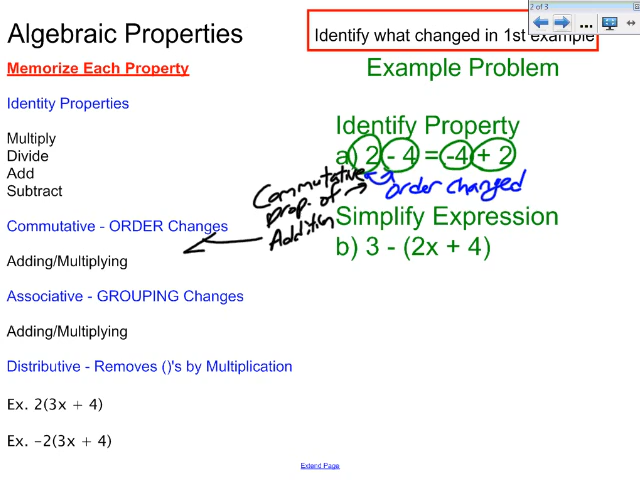 2 of 3
Algebraic Properties
Identify what changed in 1st example
Memorize Each Property
Example Problem
Identity Properties
Identify Property
Multiply
Divide
Add
Subtract
a) 2 - 4 = -4 + 2
Commutative
prop. of
Addition
order changed
Simplify Expression
b) 3 - (2x + 4)
Commutative - ORDER Changes
Adding/Multiplying
Associative - GROUPING Changes
Adding/Multiplying
Distributive - Removes ()'s by Multiplication
Ex. 2(3x + 4)
Ex. -2(3x + 4)
Extend Page